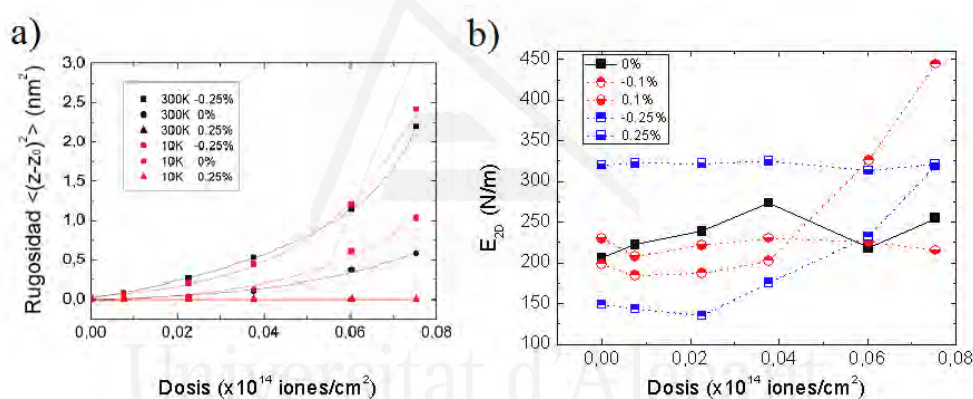 a)
Rugosidad <(z-z₀)²> (nm²)
3,0
2,5
2,0
1,5
1,0
0,5
0,0
300K -0.25%
300K 0%
300K 0.25%
10K -0.25%
10K 0%
10K 0.25%
0,00 0,02 0,04 0,06 0,08
Dosis (x10¹⁴ iones/cm²)
b)
E₂D (N/m)
450
400
350
300
250
200
150
100
0%
-0.1%
0.1%
-0.25%
0.25%
0,00 0,02 0,04 0,06 0,08
Dosis (x10¹⁴ iones/cm²)
Universitat d'Alacant